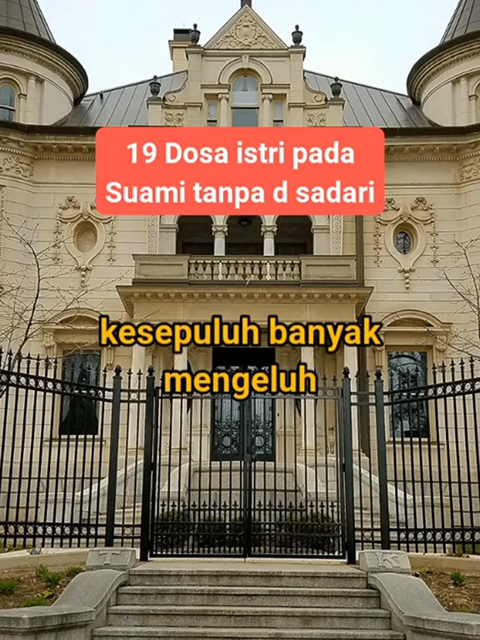 19 Dosa istri pada
Suami tanpa d sadari
kesepuluh banyak
mengeluh